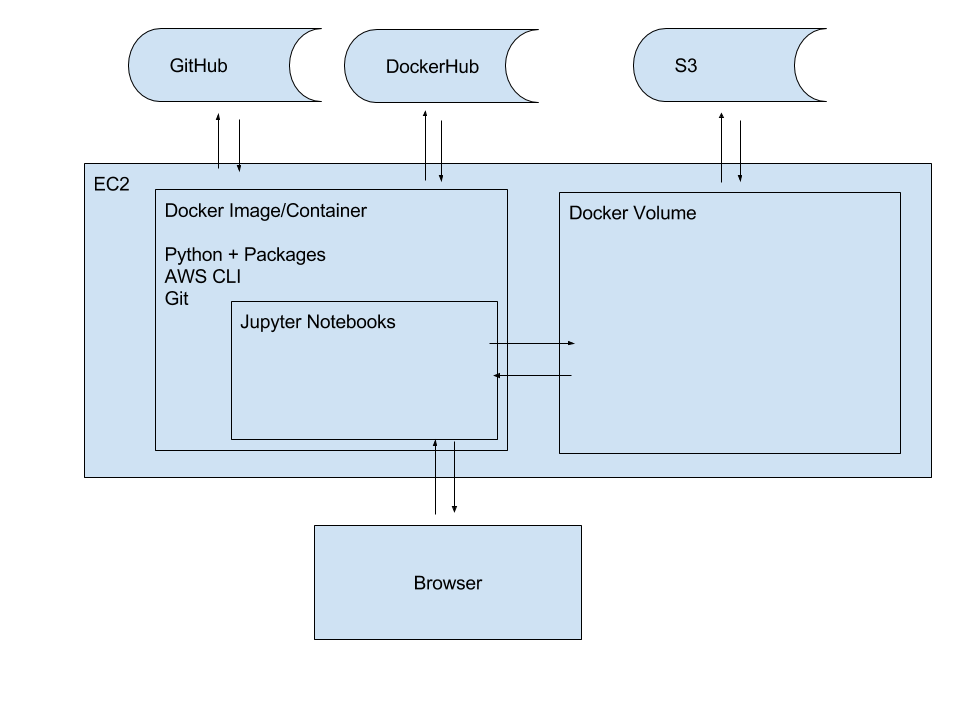 GitHub
DockerHub
S3
EC2
Docker Image/Container
Python + Packages
AWS CLI
Git
Jupyter Notebooks
Docker Volume
Browser